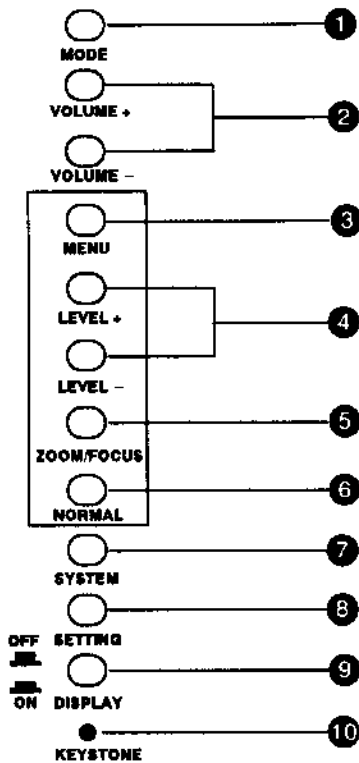 1
MODE
VOLUME +
2
VOLUME –
3
MENU
LEVEL +
4
LEVEL –
5
ZOOM/FOCUS
6
NORMAL
7
SYSTEM
8
OFF SETTING
9
ON DISPLAY
10
KEYSTONE